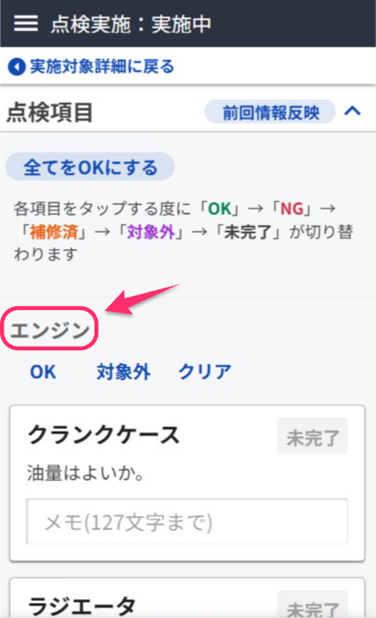 点検実施：実施中
実施対象詳細に戻る
点検項目 前回情報反映
全てをOKにする
各項目をタップする度に「OK」→「NG」→
「補修済」→「対象外」→「未完了」が切り替
わります
エンジン
OK 対象外 クリア
クランクケース 未完了
油量はよいか。
メモ(127文字まで)
ラジエータ 未完了